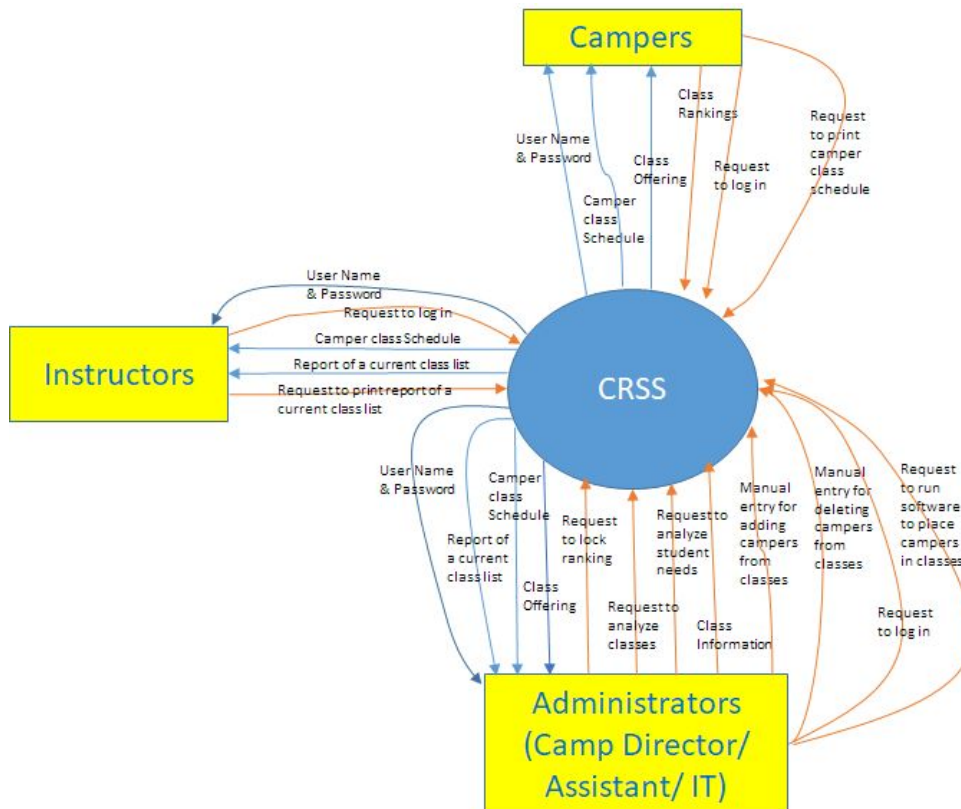 Campers
Class
Rankings
User Name
& Password
Class
Offering
Request
to log in
Request
to print
camper
class
schedule
Camper
class
Schedule
User Name
& Password
Request to log in
Camper class Schedule
Report of a current class list
Request to print report of a
current class list
Instructors
CRSS
User Name
& Password
Camper
class
Schedule
Report of
a current
class list
Class
Offering
Request
to lock
ranking
Request to
analyze
classes
Request to
analyze
student
needs
Class
Information
Manual
entry for
adding
campers
from
classes
Manual
entry for
deleting
campers
from
classes
Request
to run
software
to place
campers
in classes
Request
to log in
Administrators
(Camp Director/
Assistant/ IT)